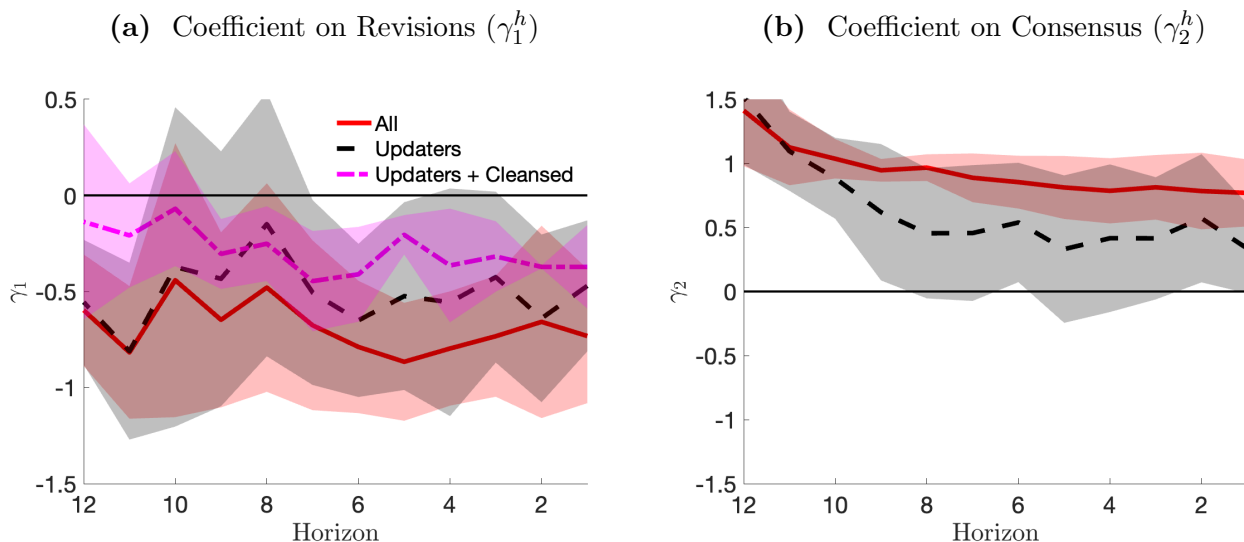 (a) Coefficient on Revisions (γ₁ʰ)
0.5
0
-0.5
-1
-1.5
γ₁
All
Updaters
Updaters + Cleansed
12 10 8 6 4 2
Horizon
(b) Coefficient on Consensus (γ₂ʰ)
1.5
1
0.5
0
-0.5
-1
-1.5
γ₂
12 10 8 6 4 2
Horizon